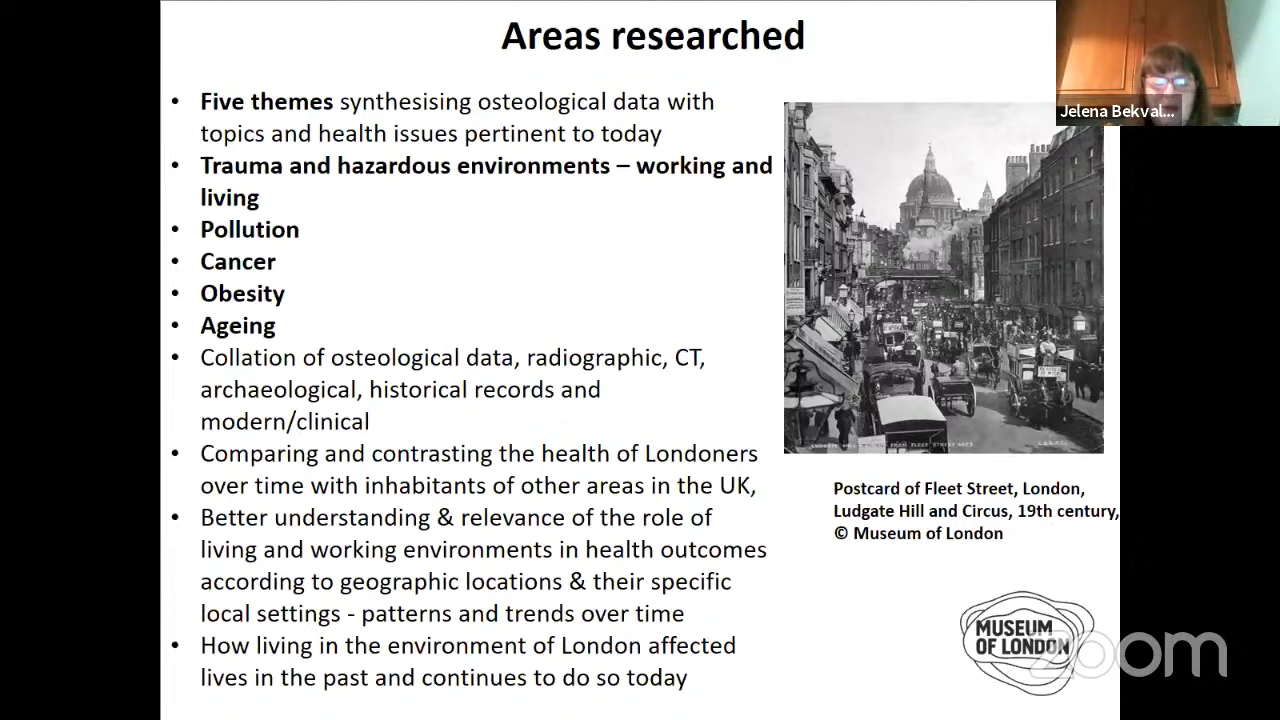 Areas researched
Jelena Bekval...
• Five themes synthesising osteological data with
topics and health issues pertinent to today
• Trauma and hazardous environments – working and
living
• Pollution
• Cancer
• Obesity
• Ageing
• Collation of osteological data, radiographic, CT,
archaeological, historical records and
modern/clinical
• Comparing and contrasting the health of Londoners
over time with inhabitants of other areas in the UK,
• Better understanding & relevance of the role of
living and working environments in health outcomes
according to geographic locations & their specific
local settings - patterns and trends over time
• How living in the environment of London affected
lives in the past and continues to do so today
Postcard of Fleet Street, London,
Ludgate Hill and Circus, 19th century,
© Museum of London
MUSEUM
OF LONDON
zoom